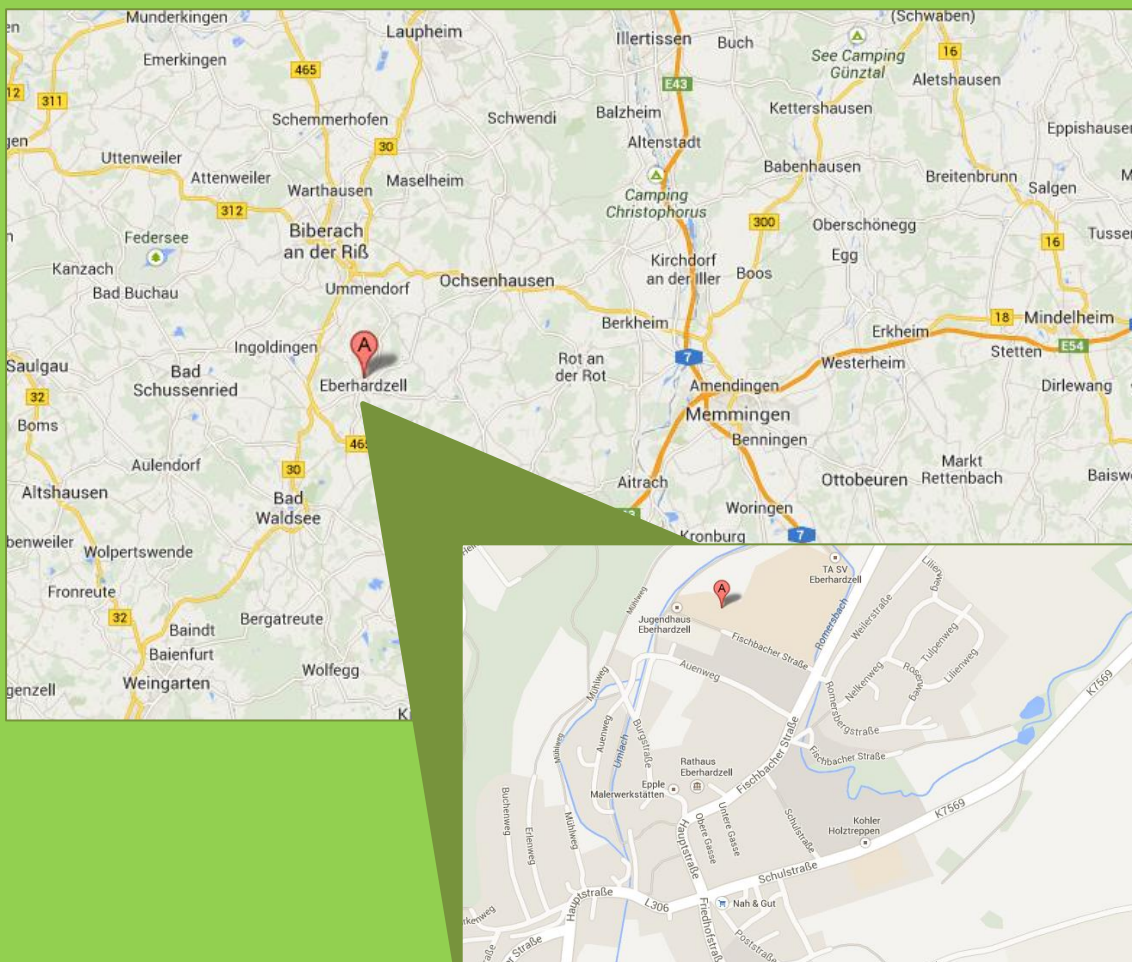 Munderkingen
Laupheim
Illertissen
Buch
(Schwaben)
Emerkingen
465
See Camping
Günztal
16
Aletshausen
12
311
E43
Schemmerhofen
Schwendi
Balzheim
Kettershausen
Altenstadt
Eppishausen
Uttenweiler
30
Attenweiler
Warthausen
Maselheim
Babenhausen
Breitenbrunn
Salgen
Camping
Christophorus
312
300
Oberschönegg
Biberach
an der Riß
Federsee
16
Egg
Kanzach
Bad Buchau
Kirchdorf
an der Iller
Boos
Ummendorf
Ochsenhausen
Berkheim
18
Mindelheim
Erkheim
Ingoldingen
A
Stetten
E54
Saulgau
Bad
Schussenried
Rot an
der Rot
7
Westerheim
Eberhardzell
Amendingen
Dirlewang
32
Memmingen
Boms
Benningen
Aulendorf
30
Markt
Rettenbach
Aitrach
Ottobeuren
Altshausen
Bad
Waldsee
Woringen
Kronburg
7
Wolpertswende
Fronreute
32
Bergatreute
Baindt
Baienfurt
Wolfegg
Weingarten
TA SV
Eberhardzell
A
Jugendhaus
Eberhardzell
Mühlweg
Romersbach
Weilerstraße
Lilienweg
Fischbacher Straße
Auenweg
Tulpenweg
Rosenweg
Nelkenweg
Lilienweg
Mühlweg
K7569
Romersbergstraße
Burgstraße
Auenweg
Umlach
Mühlweg
Fischbacher Straße
Fischbacher Straße
Rathaus
Eberhardzell
Epple
Malerwerkstätten
Buchenweg
Erlenweg
Mühlweg
Hauptstraße
Obere Gasse
Untere Gasse
Schulstraße
Kohler
Holztreppen
K7569
Schulstraße
Hauptstraße
L306
Nah & Gut
Friedhofstraße
Poststraße